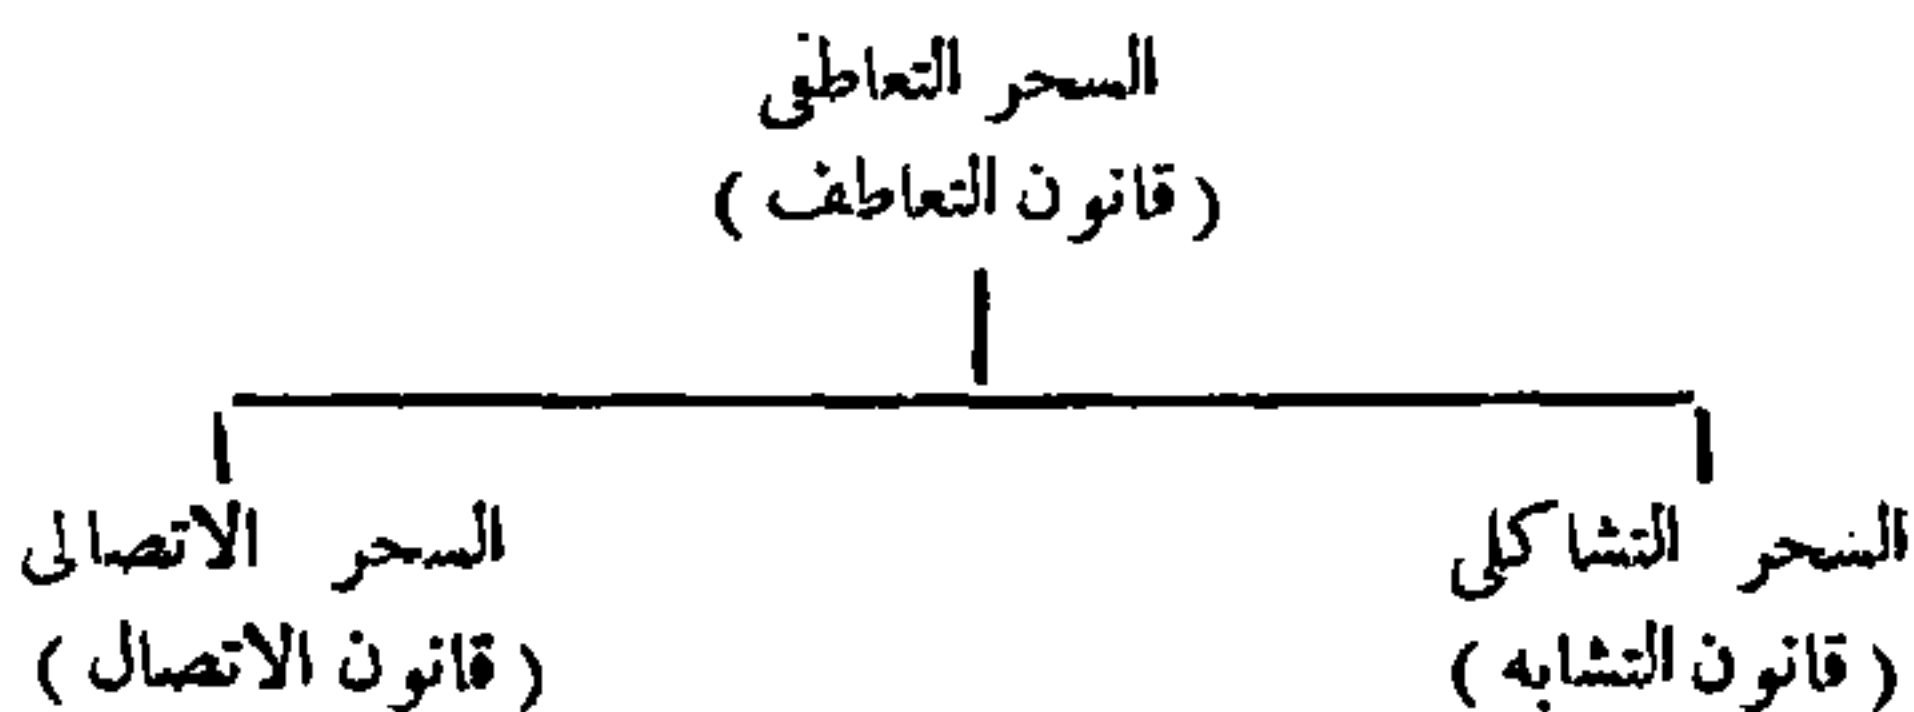 السحر التعاطفى
( قانون التعاطف )
السحر التشاكلى
( قانون التشابه )
السحر الاتصالى
( قانون الاتصال )